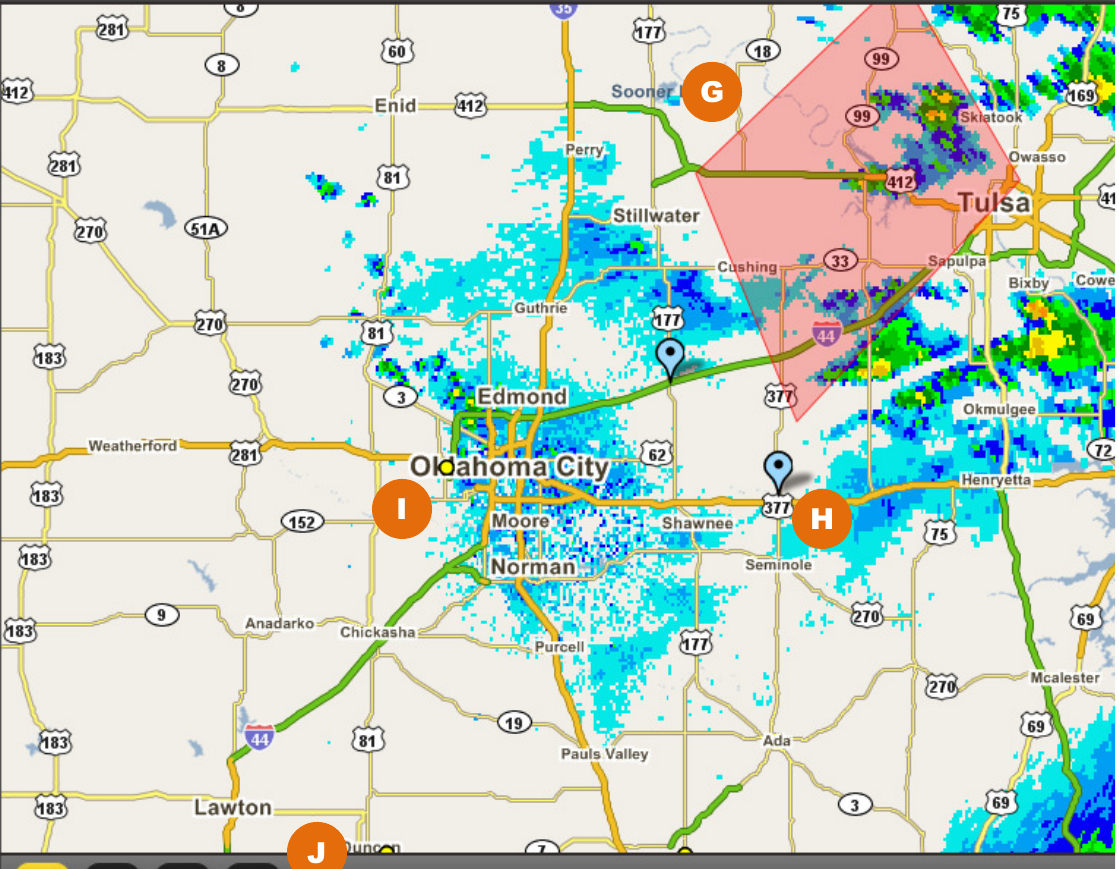 8
35
75
281
177
60
18
99
8
412
Sooner
G
169
Enid
412
99
Skiatook
Perry
281
Owasso
81
412
41
Tulsa
Stillwater
270
51A
Cushing
33
Sapulpa
Bixby
Cowe
Guthrie
177
270
81
44
183
270
3
Edmond
377
Okmulgee
Weatherford
281
62
72
Oklahoma City
Henryetta
183
I
377
H
152
Moore
Shawnee
75
183
Norman
Seminole
9
270
69
183
Anadarko
Chickasha
Purcell
177
Mcalester
270
19
69
183
44
81
Ada
Pauls Valley
183
Lawton
3
69
J
Duncan
7